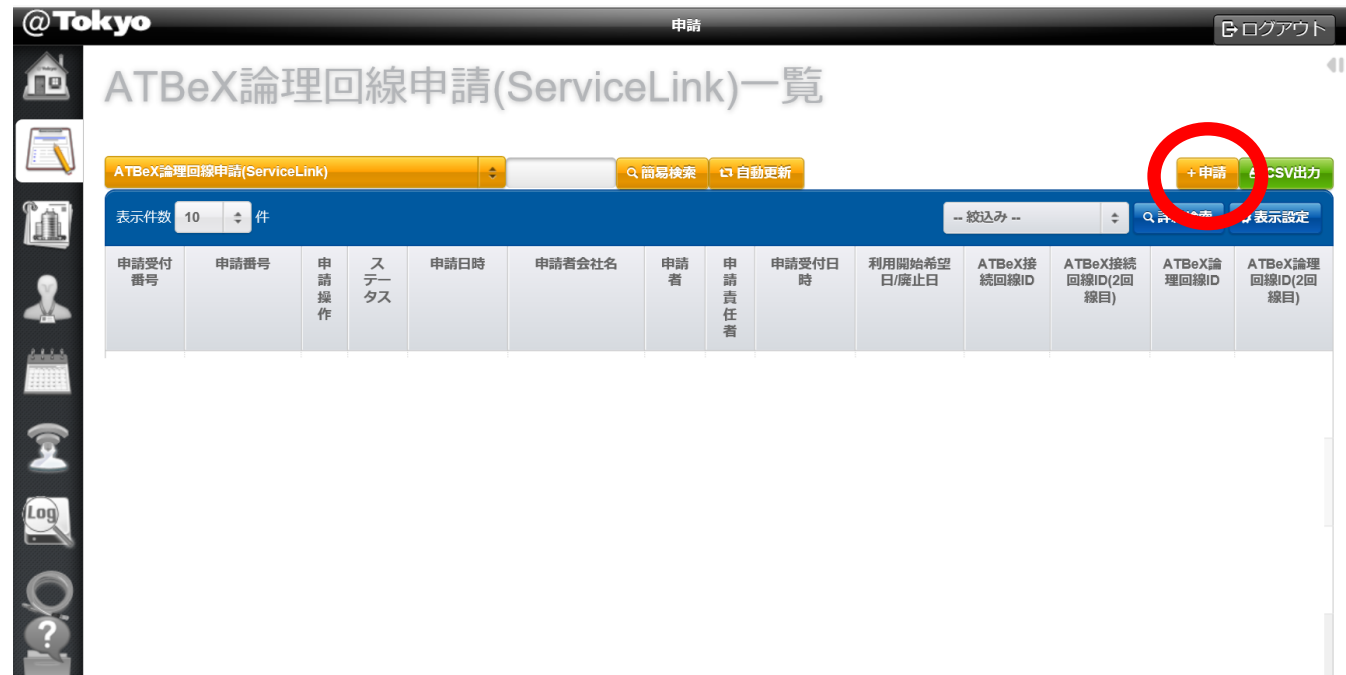 @Tokyo
申請
ログアウト
ATBeX論理回線申請(ServiceLink)一覧
ATBeX論理回線申請(ServiceLink)
簡易検索
自動更新
+申請
CSV出力
表示件数 10 件
-- 絞込み --
表示設定
申請受付
番号
申請番号
申
請
操
作
ス
テー
タス
申請日時
申請者会社名
申請
者
申
請
責
任
者
申請受付日
時
利用開始希望
日/廃止日
ATBeX接
続回線ID
ATBeX接続
回線ID(2回
線目)
ATBeX論
理回線ID
ATBeX論理
回線ID(2回
線目)
Log
?